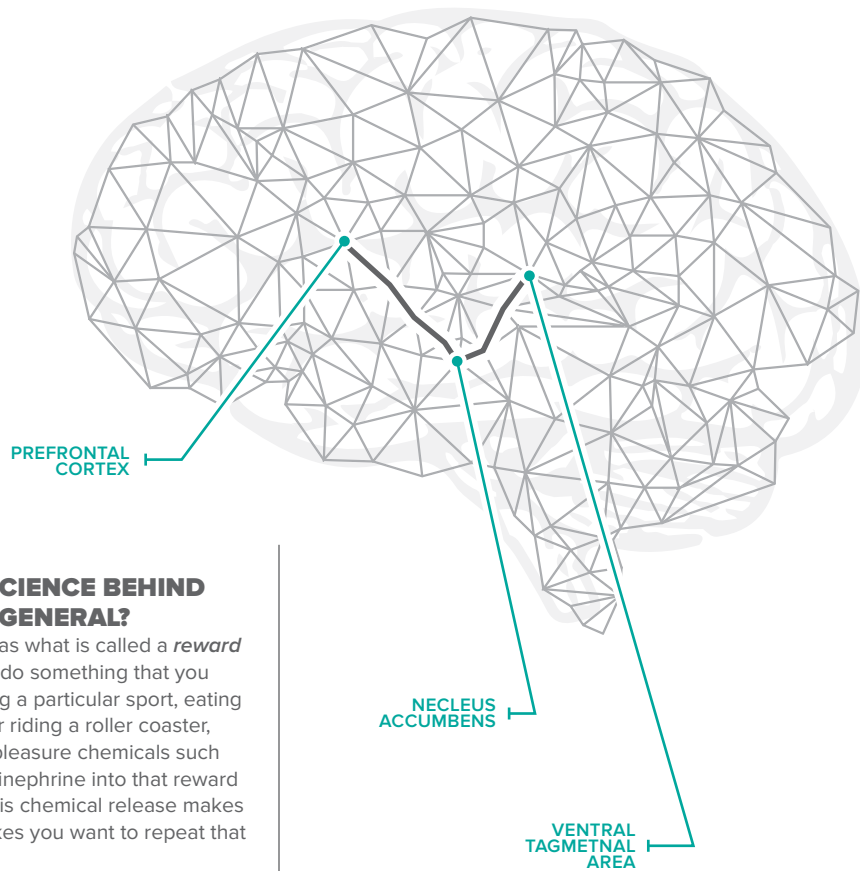 PREFRONTAL
CORTEX
CIENCE BEHIND
GENERAL?
as what is called a reward
do something that you
g a particular sport, eating
r riding a roller coaster,
pleasure chemicals such
inephrine into that reward
is chemical release makes
kes you want to repeat that
NECLEUS
ACCUMBENS
VENTRAL
TAGMETNAL
AREA